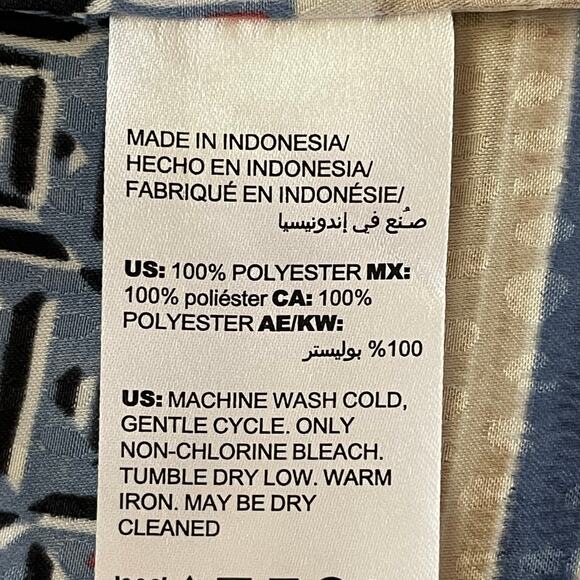 MADE IN INDONESIA/
HECHO EN INDONESIA/
FABRIQUÉ EN INDONÉSIE/
صُنع في إندونيسيا
US: 100% POLYESTER MX:
100% poliéster CA: 100%
POLYESTER AE/KW:
100% بوليستر
US: MACHINE WASH COLD,
GENTLE CYCLE. ONLY
NON-CHLORINE BLEACH.
TUMBLE DRY LOW. WARM
IRON. MAY BE DRY
CLEANED